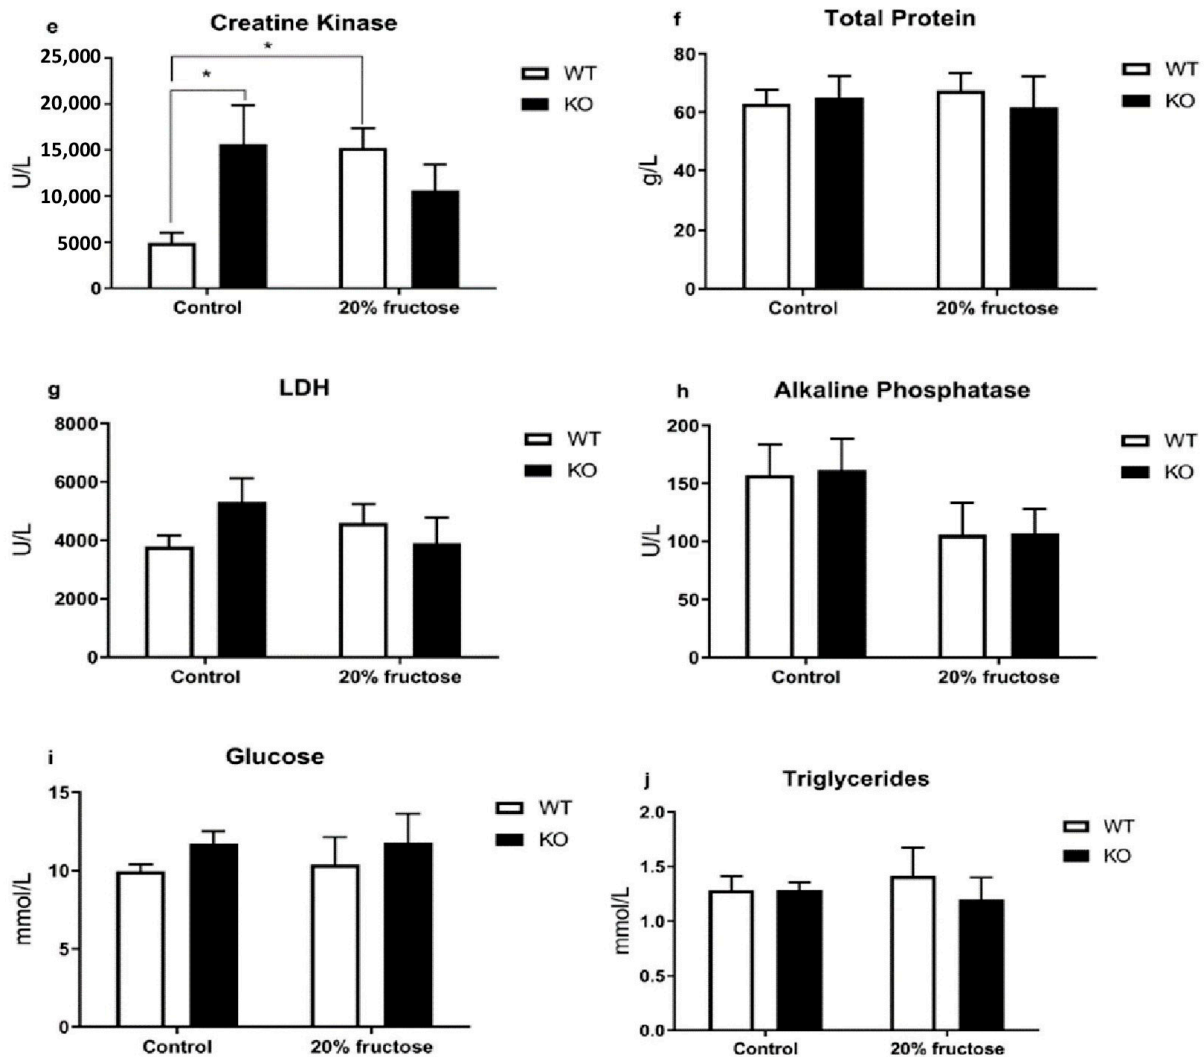 e
Creatine Kinase
25,000
20,000
15,000
10,000
5000
0
U/L
*
*
Control
20% fructose
WT
KO
f
Total Protein
80
60
40
20
0
g/L
Control
20% fructose
WT
KO
g
LDH
8000
6000
4000
2000
0
U/L
Control
20% fructose
WT
KO
h
Alkaline Phosphatase
200
150
100
50
0
U/L
Control
20% fructose
WT
KO
i
Glucose
15
10
5
0
mmol/L
Control
20% fructose
WT
KO
j
Triglycerides
2.0
1.5
1.0
0.5
0.0
mmol/L
Control
20% fructose
WT
KO